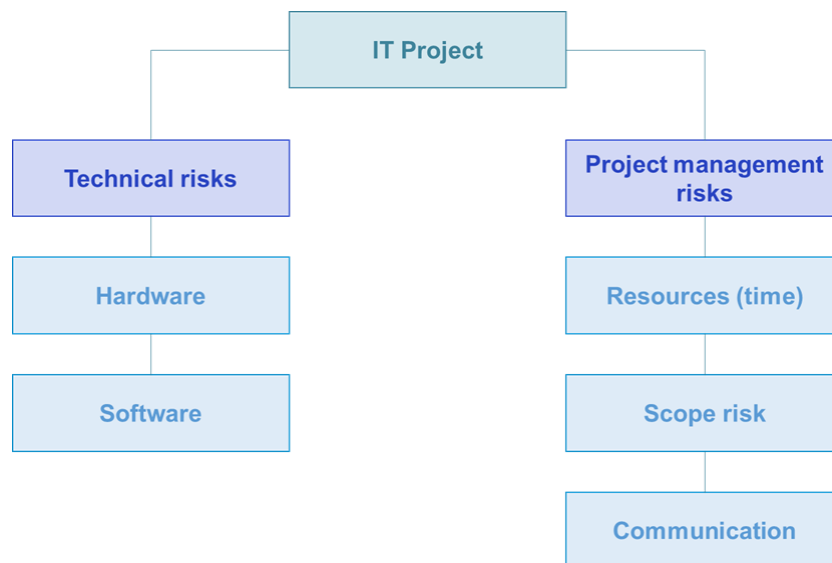 IT Project
Technical risks
Project management
risks
Hardware
Resources (time)
Software
Scope risk
Communication